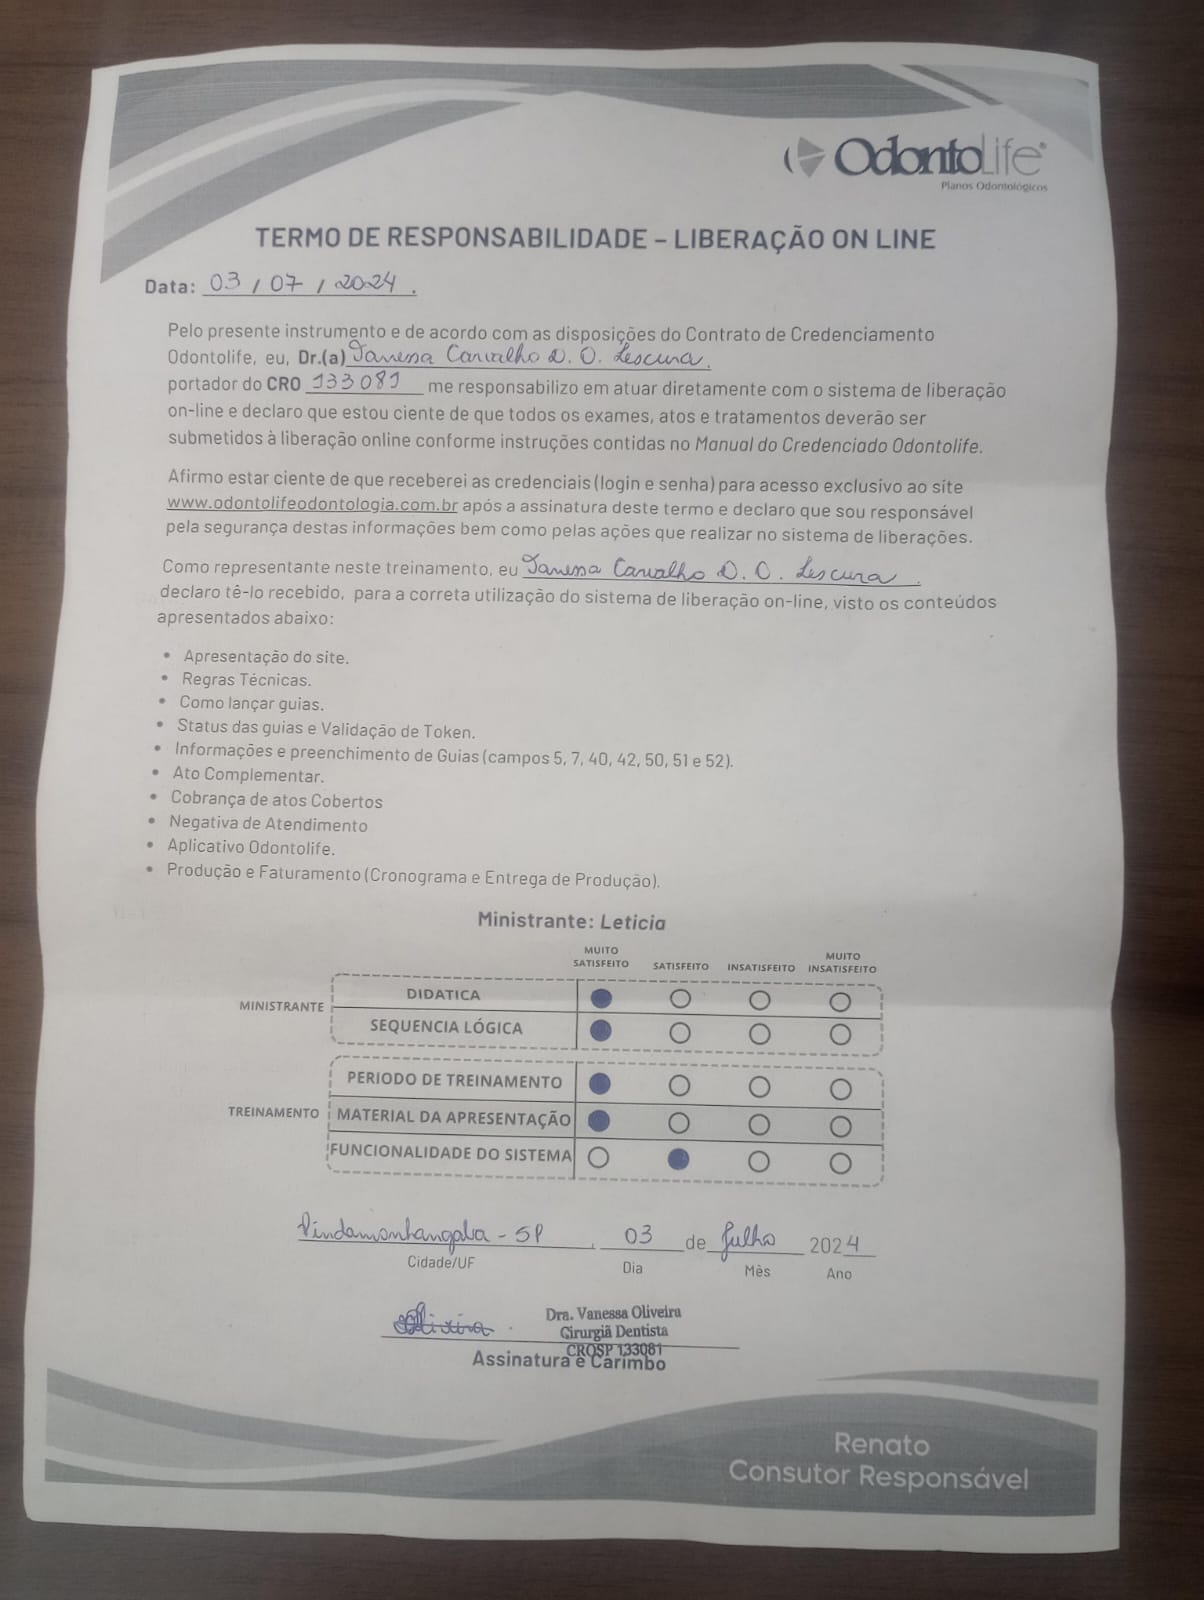 OdontoLife®
Planos Odontológicos
TERMO DE RESPONSABILIDADE – LIBERAÇÃO ON LINE
Data: 03 / 07 / 2024 .
Pelo presente instrumento e de acordo com as disposições do Contrato de Credenciamento
Odontolife, eu, Dr.(a) Vanessa Carvalho D. O. Lescura.
portador do CRO 133081 me responsabilizo em atuar diretamente com o sistema de liberação
on-line e declaro que estou ciente de que todos os exames, atos e tratamentos deverão ser
submetidos à liberação online conforme instruções contidas no Manual do Credenciado Odontolife.
Afirmo estar ciente de que receberei as credenciais (login e senha) para acesso exclusivo ao site
www.odontolifeodontologia.com.br após a assinatura deste termo e declaro que sou responsável
pela segurança destas informações bem como pelas ações que realizar no sistema de liberações.
Como representante neste treinamento, eu Vanessa Carvalho D. O. Lescura .
declaro tê-lo recebido, para a correta utilização do sistema de liberação on-line, visto os conteúdos
apresentados abaixo:
• Apresentação do site.
• Regras Técnicas.
• Como lançar guias.
• Status das guias e Validação de Token.
• Informações e preenchimento de Guias (campos 5, 7, 40, 42, 50, 51 e 52).
• Ato Complementar.
• Cobrança de atos Cobertos
• Negativa de Atendimento
• Aplicativo Odontolife.
• Produção e Faturamento (Cronograma e Entrega de Produção).
Ministrante: Leticia
MUITO SATISFEITO SATISFEITO INSATISFEITO MUITO INSATISFEITO
MINISTRANTE
DIDATICA
SEQUENCIA LÓGICA
TREINAMENTO
PERIODO DE TREINAMENTO
MATERIAL DA APRESENTAÇÃO
FUNCIONALIDADE DO SISTEMA
Pindamonhangaba - SP , 03 de Julho 2024
Cidade/UF Dia Mês Ano
Oliveira
Dra. Vanessa Oliveira
Cirurgiã Dentista
CROSP 133081
Assinatura e Carimbo
Renato
Consutor Responsável